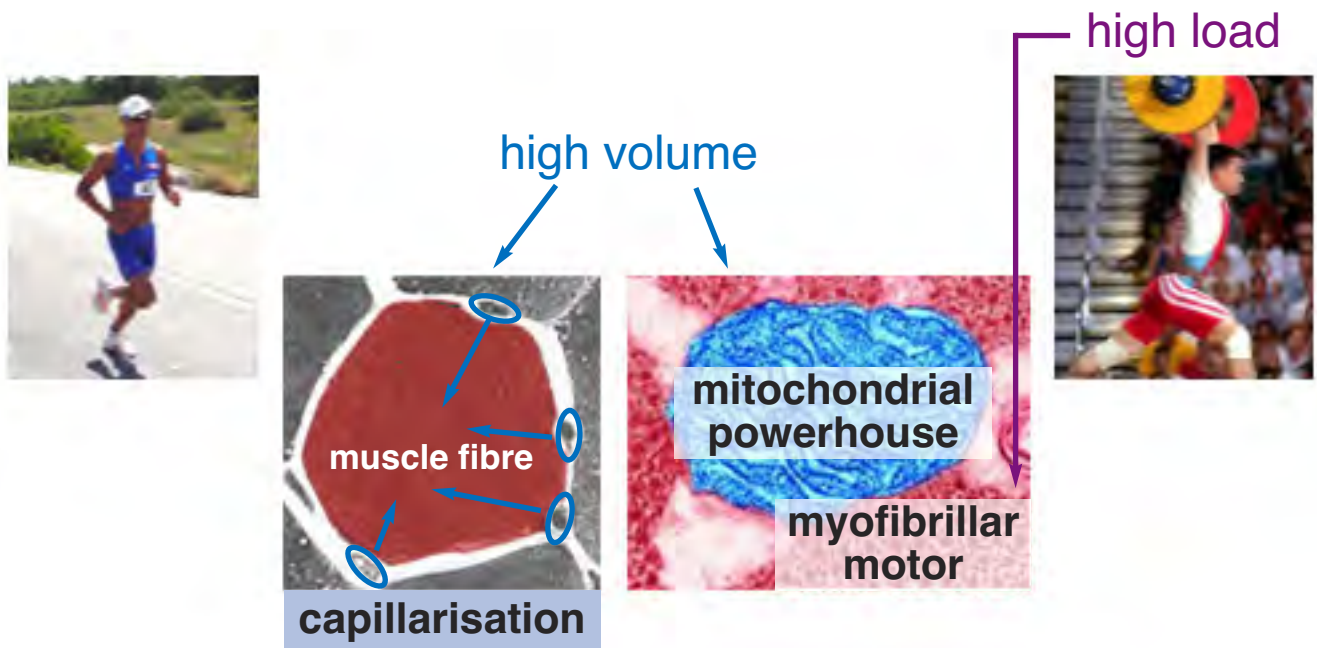 high load
high volume
muscle fibre
mitochondrial
powerhouse
myofibrillar
motor
capillarisation